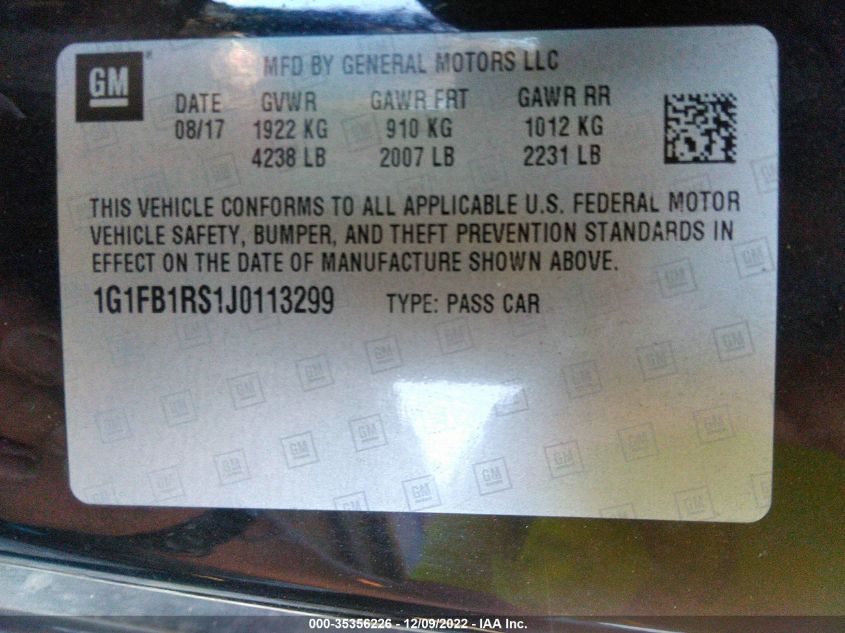 GM
MFD BY GENERAL MOTORS LLC
DATE GVWR GAWR FRT GAWR RR
08/17 1922 KG 910 KG 1012 KG
4238 LB 2007 LB 2231 LB
THIS VEHICLE CONFORMS TO ALL APPLICABLE U.S. FEDERAL MOTOR
VEHICLE SAFETY, BUMPER, AND THEFT PREVENTION STANDARDS IN
EFFECT ON THE DATE OF MANUFACTURE SHOWN ABOVE.
1G1FB1RS1J0113299 TYPE: PASS CAR
000-35356226 - 12/09/2022 - IAA Inc.